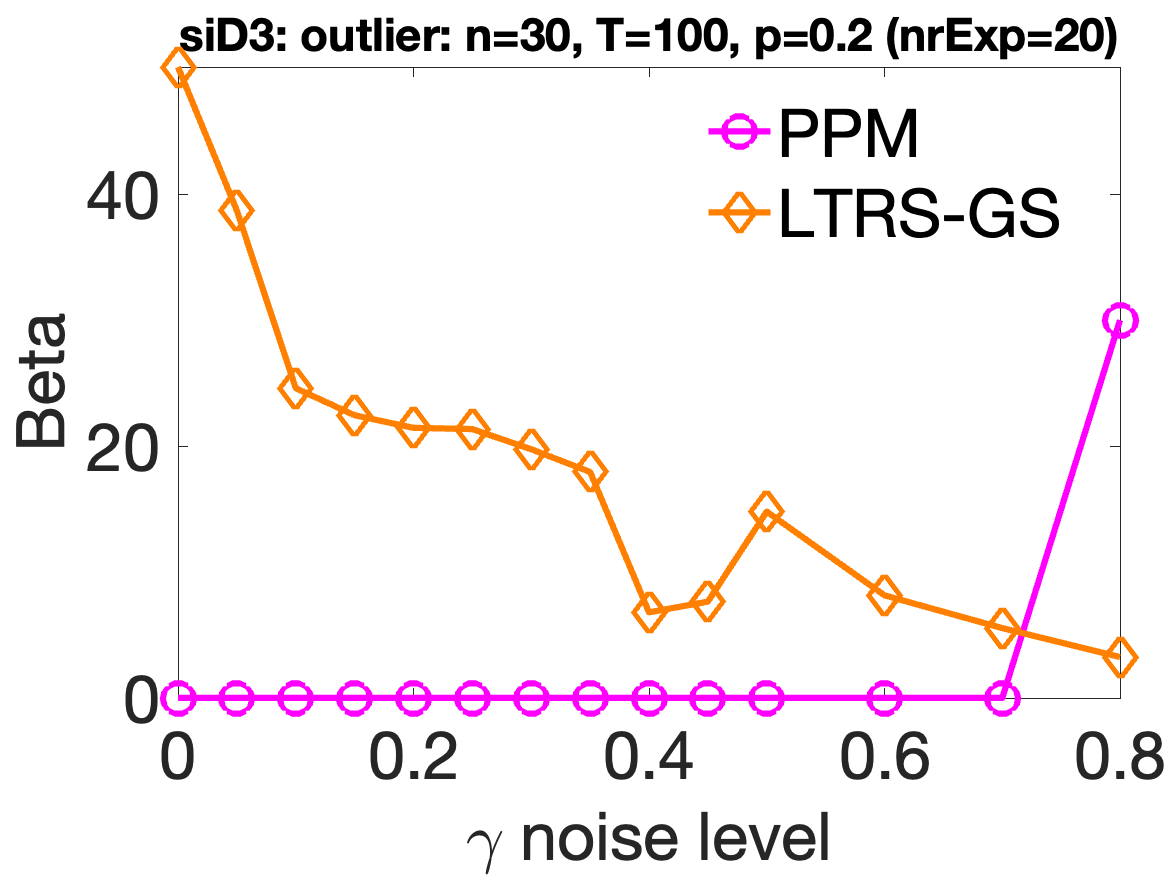 siD3: outlier: n=30, T=100, p=0.2 (nrExp=20)
PPM
LTRS-GS
Beta
40
20
0
0 0.2 0.4 0.6 0.8
γ noise level